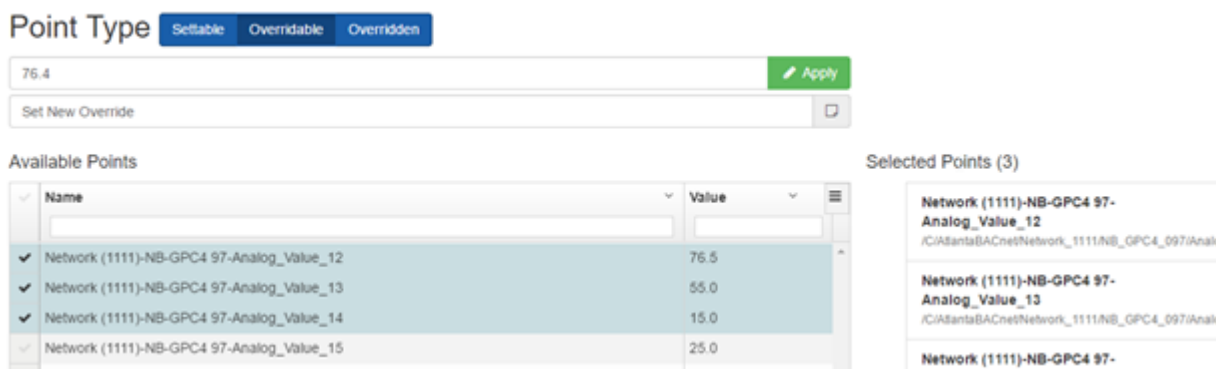 Point Type Settable Overridable Overridden
76.4 Apply
Set New Override
Available Points
Name Value
Network (1111)-NB-GPC4 97-Analog_Value_12 76.5
Network (1111)-NB-GPC4 97-Analog_Value_13 55.0
Network (1111)-NB-GPC4 97-Analog_Value_14 15.0
Network (1111)-NB-GPC4 97-Analog_Value_15 25.0
Selected Points (3)
Network (1111)-NB-GPC4 97-
Analog_Value_12
/C/AtlantaBACnet/Network_1111/NB_GPC4_097/Analo
Network (1111)-NB-GPC4 97-
Analog_Value_13
/C/AtlantaBACnet/Network_1111/NB_GPC4_097/Analo
Network (1111)-NB-GPC4 97-